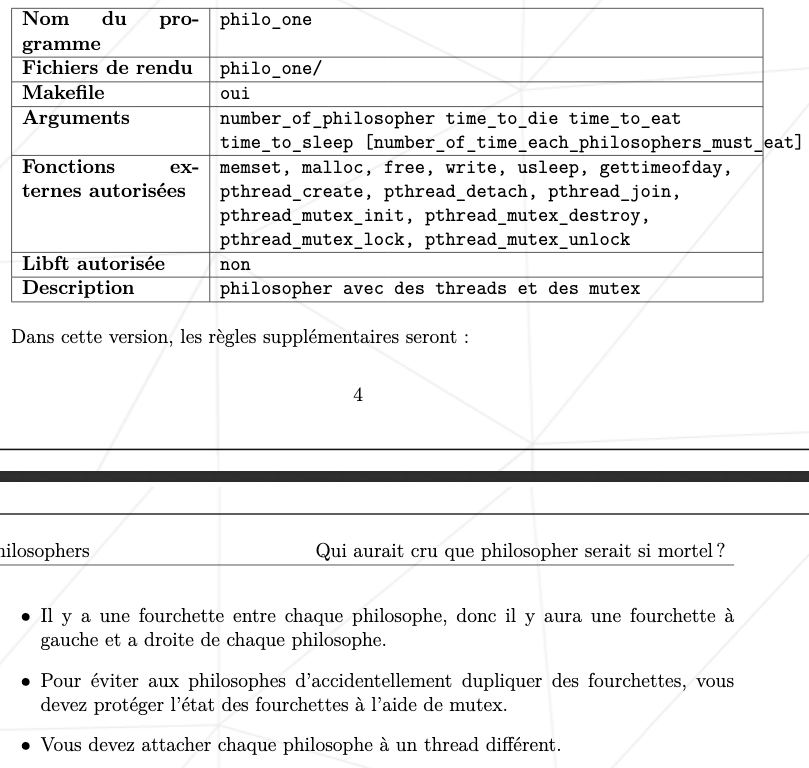 Nom du pro-
gramme
philo_one
Fichiers de rendu philo_one/
Makefile oui
Arguments
number_of_philosopher time_to_die time_to_eat
time_to_sleep [number_of_time_each_philosophers_must_eat]
Fonctions ex-
ternes autorisées
memset, malloc, free, write, usleep, gettimeofday,
pthread_create, pthread_detach, pthread_join,
pthread_mutex_init, pthread_mutex_destroy,
pthread_mutex_lock, pthread_mutex_unlock
Libft autorisée non
Description philosopher avec des threads et des mutex
Dans cette version, les règles supplémentaires seront :
4
hilosophers Qui aurait cru que philosopher serait si mortel ?
• Il y a une fourchette entre chaque philosophe, donc il y aura une fourchette à
gauche et a droite de chaque philosophe.
• Pour éviter aux philosophes d'accidentellement dupliquer des fourchettes, vous
devez protéger l'état des fourchettes à l'aide de mutex.
• Vous devez attacher chaque philosophe à un thread différent.